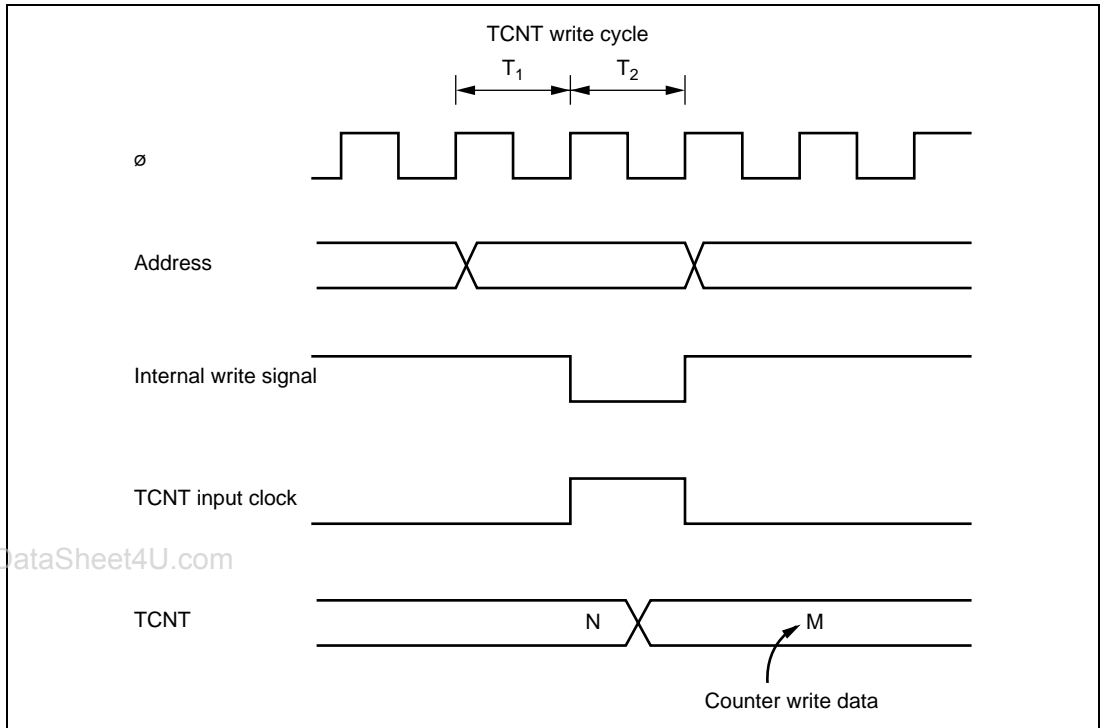 TCNT write cycle
T₁ T₂
ø
Address
Internal write signal
TCNT input clock
DataSheet4U.com
TCNT
N M
Counter write data